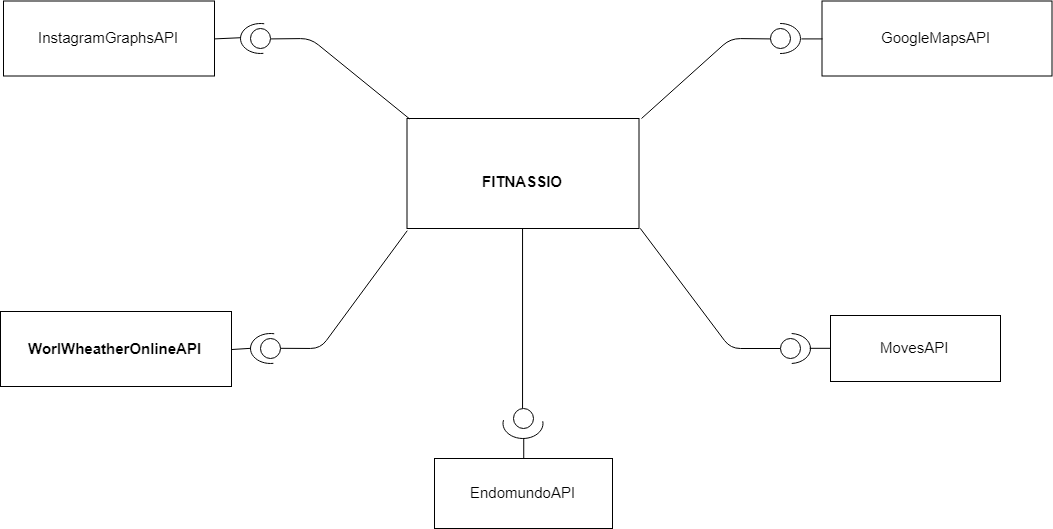 InstagramGraphsAPI
GoogleMapsAPI
FITNASSIO
WorlWheatherOnlineAPI
MovesAPI
EndomundoAPI